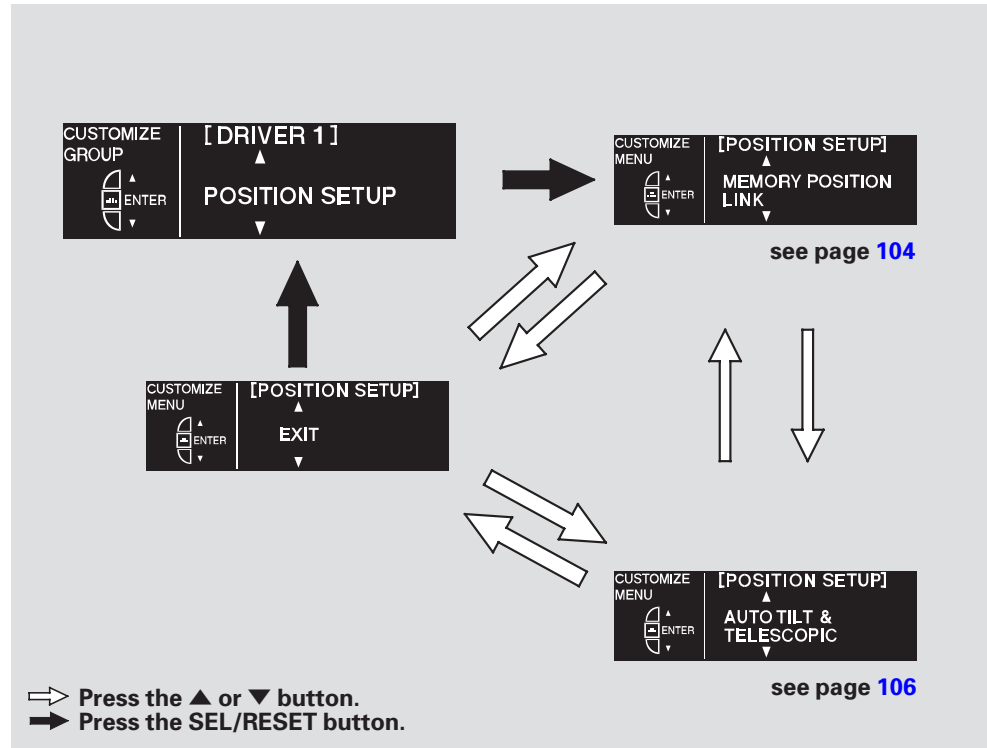 CUSTOMIZE
GROUP
▲
ENTER
▼
[ DRIVER 1 ]
▲
POSITION SETUP
▼
CUSTOMIZE
MENU
▲
ENTER
▼
[POSITION SETUP]
▲
MEMORY POSITION
LINK
▼
see page 104
CUSTOMIZE
MENU
▲
ENTER
▼
[POSITION SETUP]
▲
EXIT
▼
CUSTOMIZE
MENU
▲
ENTER
▼
[POSITION SETUP]
▲
AUTO TILT &
TELESCOPIC
▼
see page 106
Press the ▲ or ▼ button.
Press the SEL/RESET button.